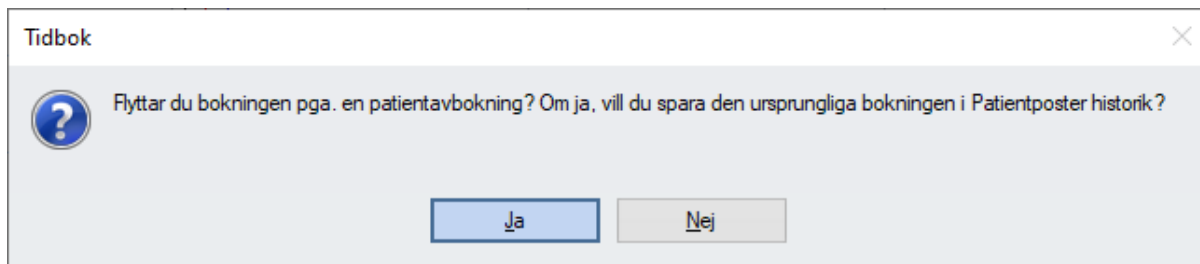 Tidbok
Flyttar du bokningen pga. en patientavbokning? Om ja, vill du spara den ursprungliga bokningen i Patientposter historik?
Ja
Nej